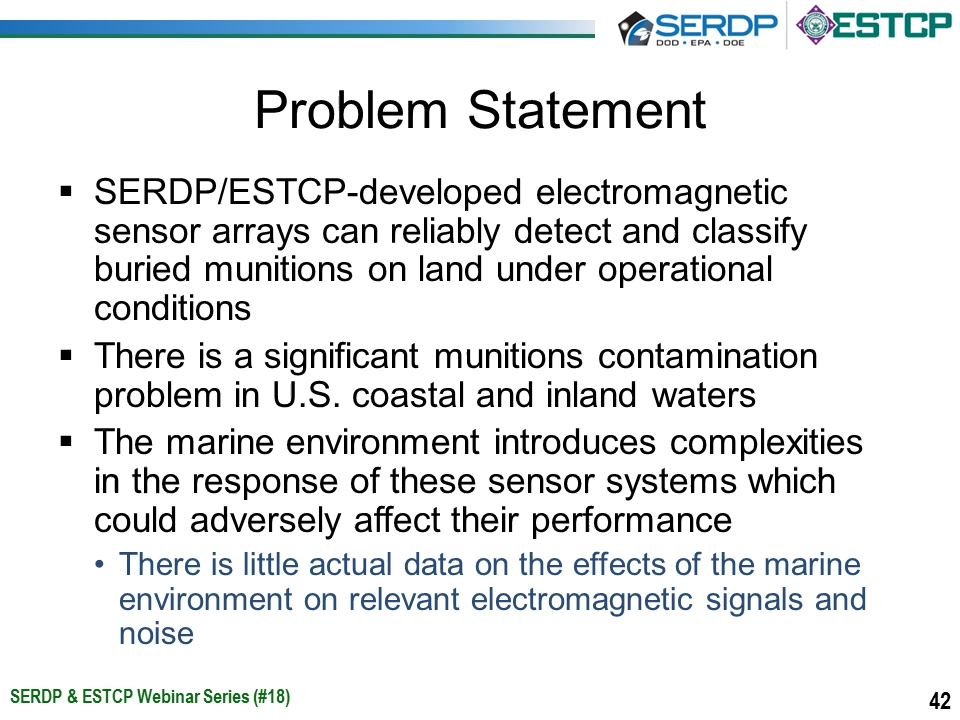 SERDP
DOD • EPA • DOE
ESTCP
Problem Statement
▪ SERDP/ESTCP-developed electromagnetic
sensor arrays can reliably detect and classify
buried munitions on land under operational
conditions
▪ There is a significant munitions contamination
problem in U.S. coastal and inland waters
▪ The marine environment introduces complexities
in the response of these sensor systems which
could adversely affect their performance
• There is little actual data on the effects of the marine
environment on relevant electromagnetic signals and
noise
SERDP & ESTCP Webinar Series (#18)
42